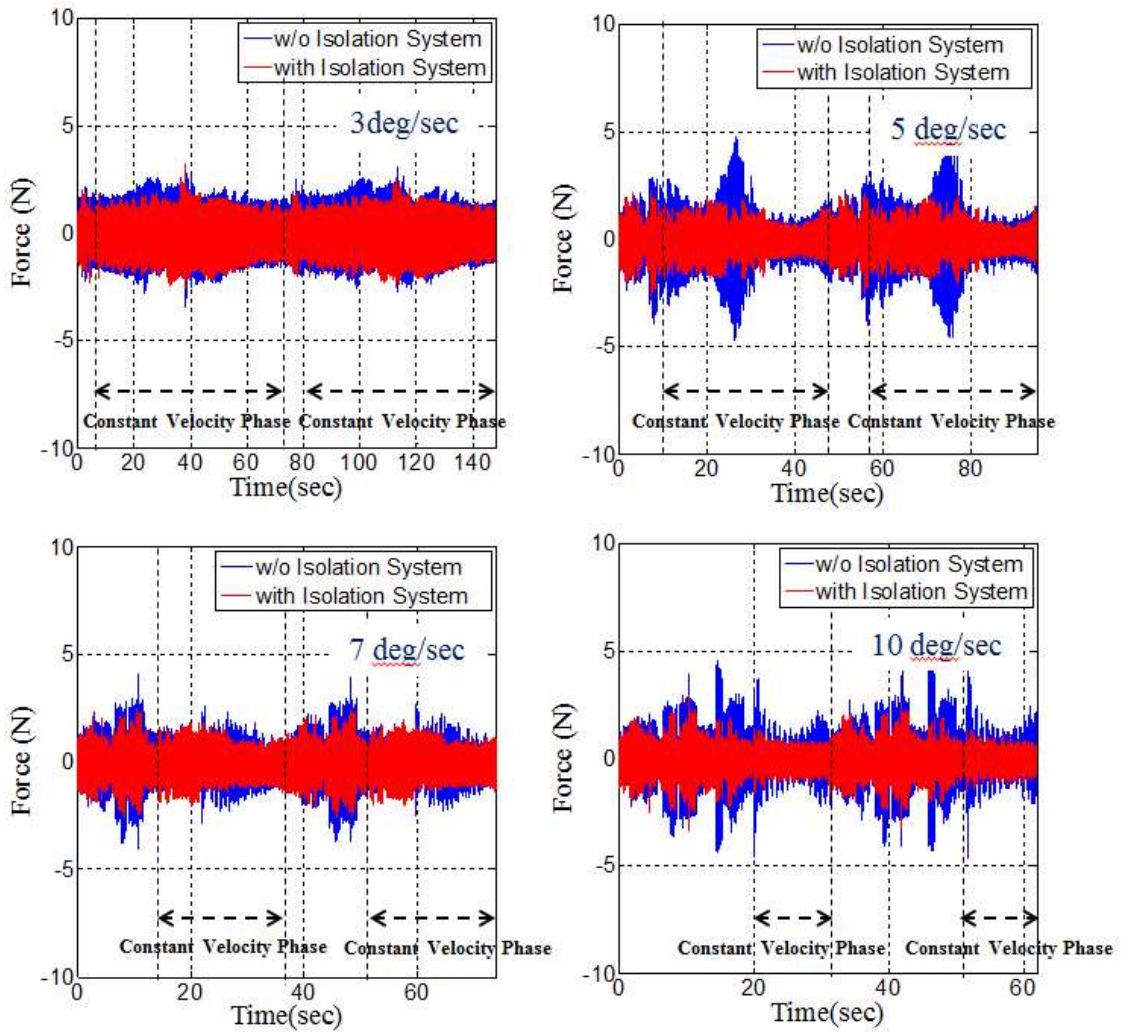 10
w/o Isolation System
with Isolation System
3deg/sec
5
Force (N)
0
-5
Constant Velocity Phase Constant Velocity Phase
-10
0 20 40 60 80 100 120 140
Time(sec)
10
w/o Isolation System
with Isolation System
5 deg/sec
5
Force (N)
0
-5
Constant Velocity Phase Constant Velocity Phase
-10
0 20 40 60 80
Time(sec)
10
w/o Isolation System
with Isolation System
7 deg/sec
5
Force (N)
0
-5
Constant Velocity Phase Constant Velocity Phase
-10
0 20 40 60
Time(sec)
10
w/o Isolation System
with Isolation System
10 deg/sec
5
Force (N)
0
-5
Constant Velocity Phase Constant Velocity Phase
-10
0 20 40 60
Time(sec)